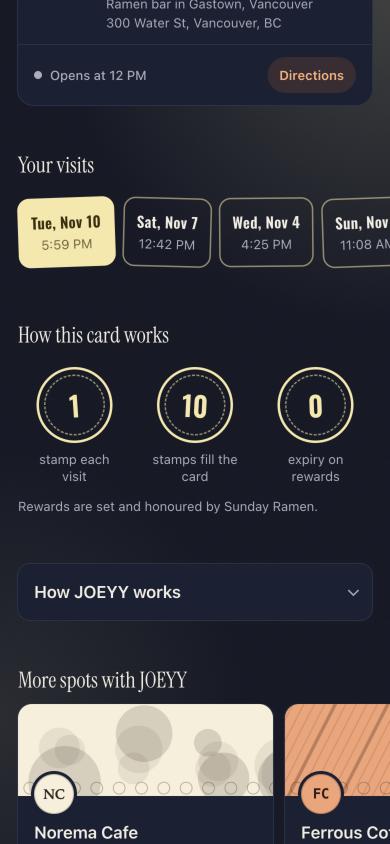 Ramen bar in Gastown, Vancouver
300 Water St, Vancouver, BC
Opens at 12 PM
Directions
Your visits
Tue, Nov 10
5:59 PM
Sat, Nov 7
12:42 PM
Wed, Nov 4
4:25 PM
Sun, Nov
11:08 AM
How this card works
1
stamp each
visit
10
stamps fill the
card
0
expiry on
rewards
Rewards are set and honoured by Sunday Ramen.
How JOEYY works
More spots with JOEYY
NC
Norema Cafe
FC
Ferrous Co